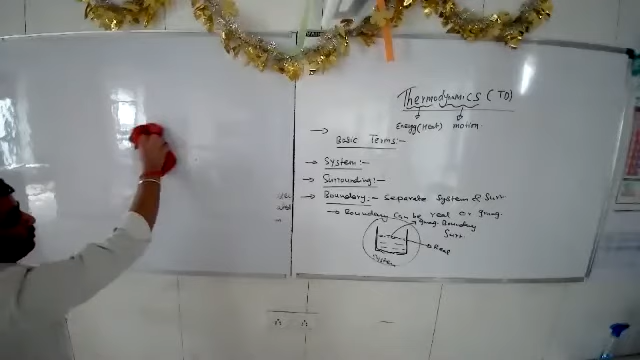 Thermodynamics (TD)
Energy(Heat) motion
→ Basic Terms:-
→ System:-
→ Surrounding:-
→ Boundary:- separate System & Surr
→ Boundary can be real or imag.
Imag. Boundary
Surr.
→ Real
System